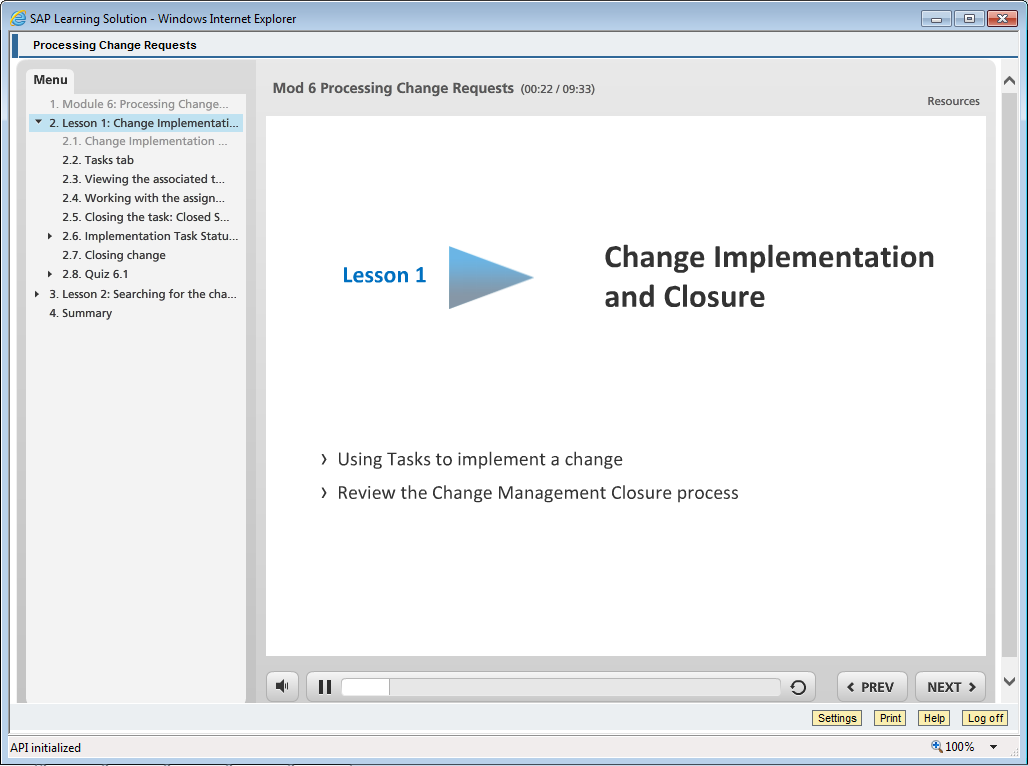 SAP Learning Solution - Windows Internet Explorer
Processing Change Requests
Menu
1. Module 6: Processing Change...
2. Lesson 1: Change Implementati...
2.1. Change Implementation ...
2.2. Tasks tab
2.3. Viewing the associated t...
2.4. Working with the assign...
2.5. Closing the task: Closed S...
2.6. Implementation Task Statu...
2.7. Closing change
2.8. Quiz 6.1
3. Lesson 2: Searching for the cha...
4. Summary
Mod 6 Processing Change Requests (00:22 / 09:33)
Resources
Lesson 1
Change Implementation
and Closure
› Using Tasks to implement a change
› Review the Change Management Closure process
PREV
NEXT
Settings
Print
Help
Log off
API initialized
100%